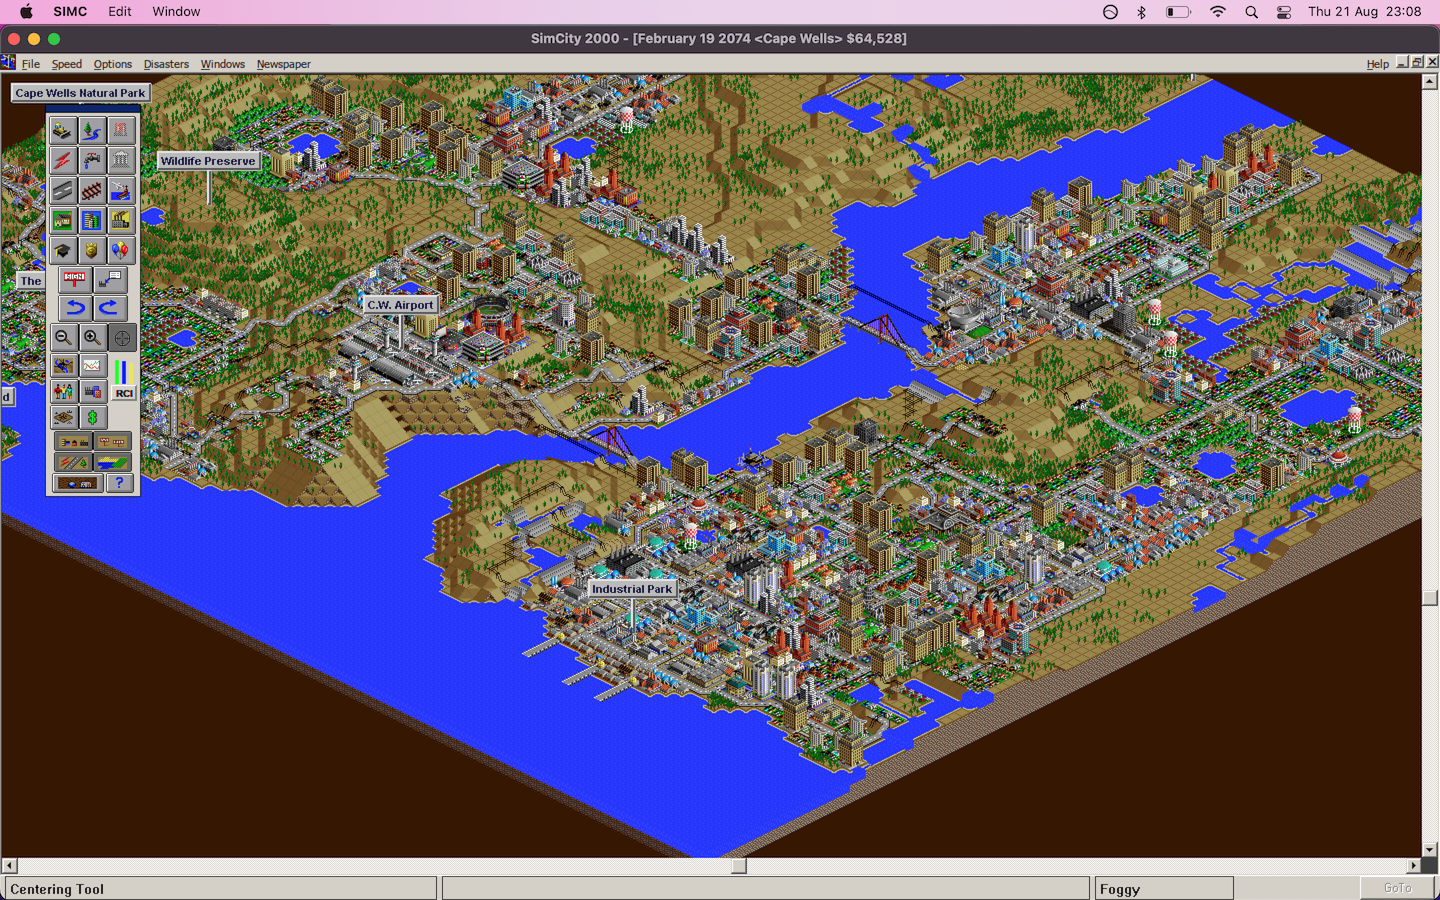 SIMC Edit Window Thu 21 Aug 23:08
SimCity 2000 - [February 19 2074 <Cape Wells> $64,528]
File Speed Options Disasters Windows Newspaper Help
Cape Wells Natural Park
Wildlife Preserve
The
SIGN
C.W. Airport
RCI
d
?
Industrial Park
Centering Tool Foggy GoTo